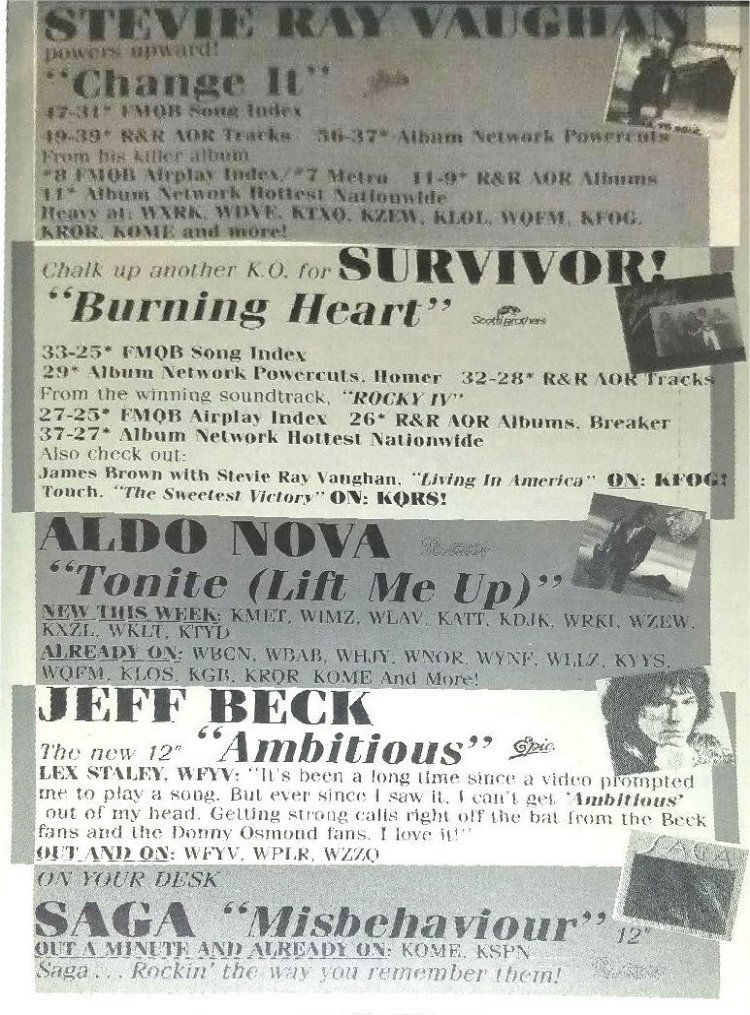 STEVIE RAY VAUGHAN
powers upward!
"Change It"
47-31* FMQB Song Index
49-39* R&R AOR Tracks 56-37* Album Network Powercuts
From his killer album
*8 FMQB Airplay Index/*7 Metro 11-9* R&R AOR Albums
11* Album Network Hottest Nationwide
Heavy at: WXRK, WDVE, KTXQ, KZEW, KLOL, WQFM, KFOG,
KRQR, KOME and more!
Chalk up another K.O. for SURVIVOR!
"Burning Heart" Scotti Brothers
33-25* FMQB Song Index
29* Album Network Powercuts, Homer 32-28* R&R AOR Tracks
From the winning soundtrack, "ROCKY IV"
27-25* FMQB Airplay Index 26* R&R AOR Albums, Breaker
37-27* Album Network Hottest Nationwide
Also check out:
James Brown with Stevie Ray Vaughan, "Living In America" ON: KFOG!
Touch, "The Sweetest Victory" ON: KQRS!
ALDO NOVA
"Tonite (Lift Me Up)"
NEW THIS WEEK: KMET, WIMZ, WLAV, KATT, KDJK, WRKI, WZEW,
KXZL, WKLT, KTYD
ALREADY ON: WBCN, WBAB, WHJY, WNOR, WYNF, WLLZ, KYYS,
WQFM, KLOS, KGB, KRQR, KOME And More!
JEFF BECK
The new 12" "Ambitious" Epic
LEX STALEY, WFYV: "It's been a long time since a video prompted
me to play a song. But ever since I saw it, I can't get 'Ambitious'
out of my head. Getting strong calls right off the bat from the Beck
fans and the Donny Osmond fans. I love it!"
OUT AND ON: WFYV, WPLR, WZZO
SAGA
ON YOUR DESK
SAGA "Misbehaviour" 12"
OUT A MINUTE AND ALREADY ON: KOME, KSPN
Saga... Rockin' the way you remember them!